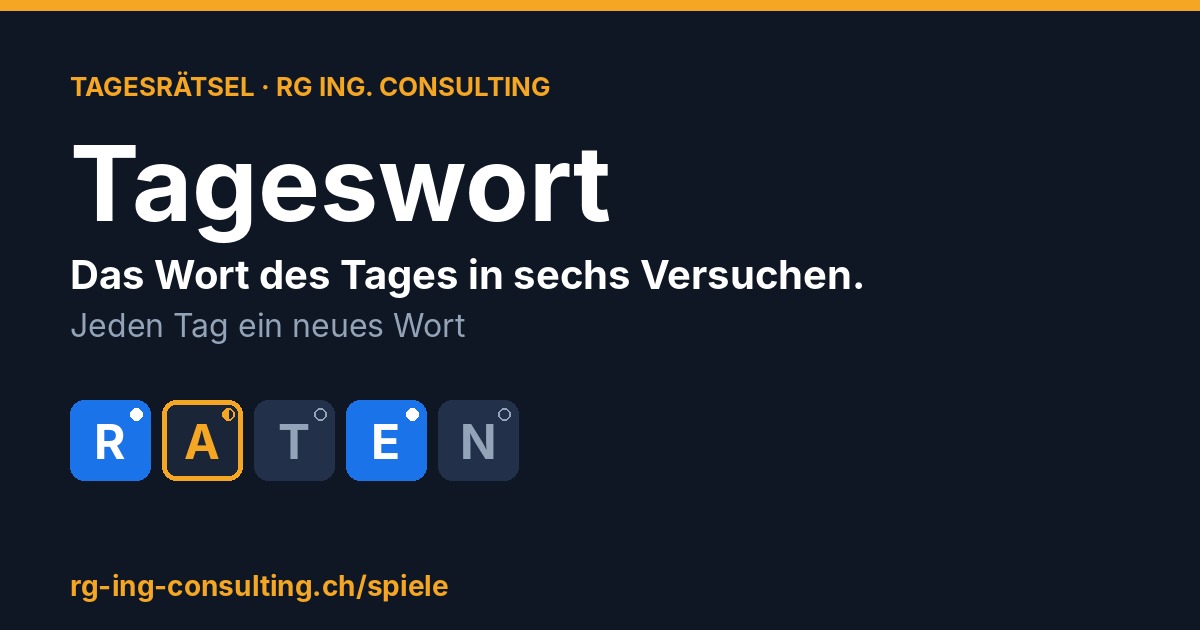 TAGESRÄTSEL · RG ING. CONSULTING
Tageswort
Das Wort des Tages in sechs Versuchen.
Jeden Tag ein neues Wort
R A T E N
rg-ing-consulting.ch/spiele